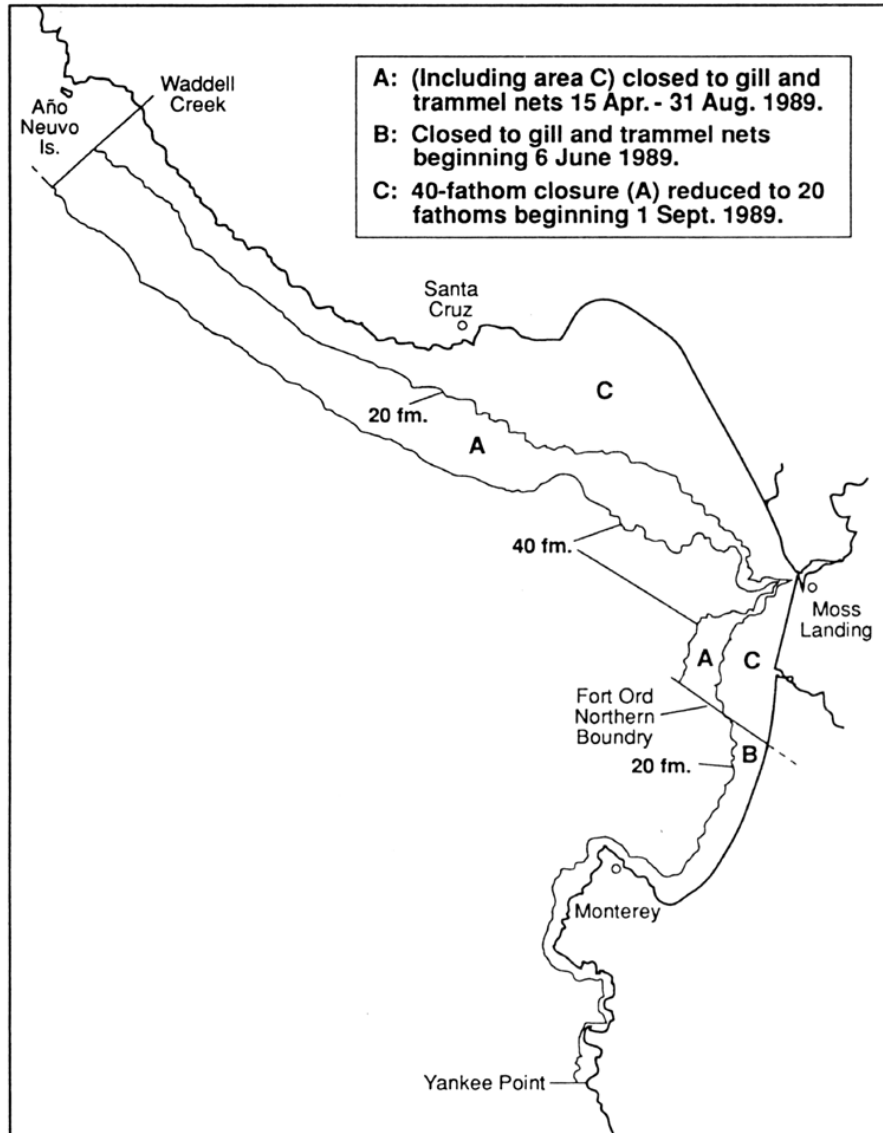 Año
Neuvo
Is.
Waddell
Creek
A: (Including area C) closed to gill and
trammel nets 15 Apr. - 31 Aug. 1989.
B: Closed to gill and trammel nets
beginning 6 June 1989.
C: 40-fathom closure (A) reduced to 20
fathoms beginning 1 Sept. 1989.
Santa
Cruz
C
20 fm.
A
40 fm.
Moss
Landing
A
C
Fort Ord
Northern
Boundry
B
20 fm.
Monterey
Yankee Point